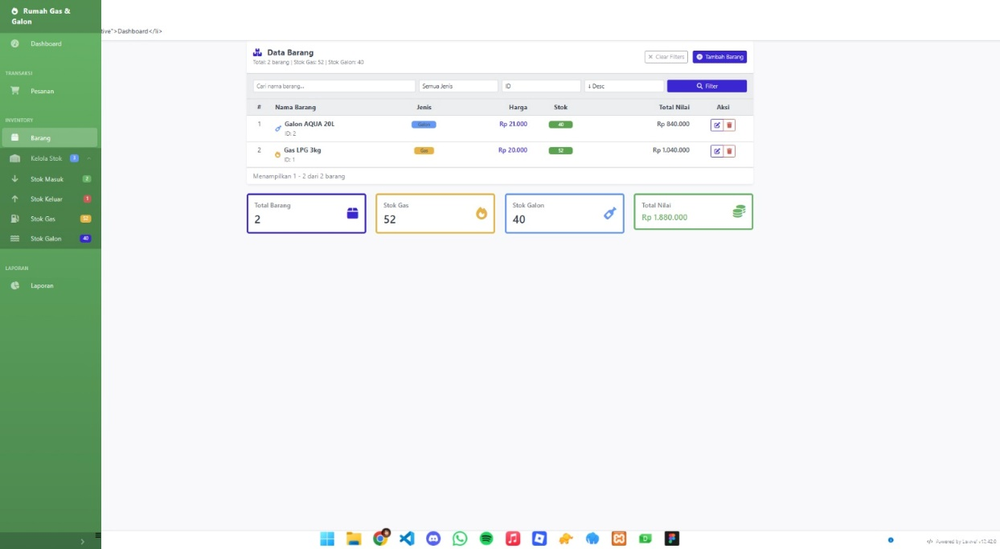 Rumah Gas &
Galon
tive">Dashboard</li>
Dashboard
TRANSAKSI
Pesanan
INVENTORY
Barang
Kelola Stok 3
Stok Masuk 2
Stok Keluar 1
Stok Gas 52
Stok Galon 40
LAPORAN
Laporan
Data Barang
Total: 2 barang | Stok Gas: 52 | Stok Galon: 40
× Clear Filters
Tambah Barang
Cari nama barang...
Semua Jenis
ID
↓ Desc
Filter
# Nama Barang Jenis Harga Stok Total Nilai Aksi
1 Galon AQUA 20L Galon Rp 21.000 40 Rp 840.000
ID: 2
2 Gas LPG 3kg Gas Rp 20.000 52 Rp 1.040.000
ID: 1
Menampilkan 1 - 2 dari 2 barang
Total Barang
2
Stok Gas
52
Stok Galon
40
Total Nilai
Rp 1.880.000
</> Powered by Laravel v10.42.0